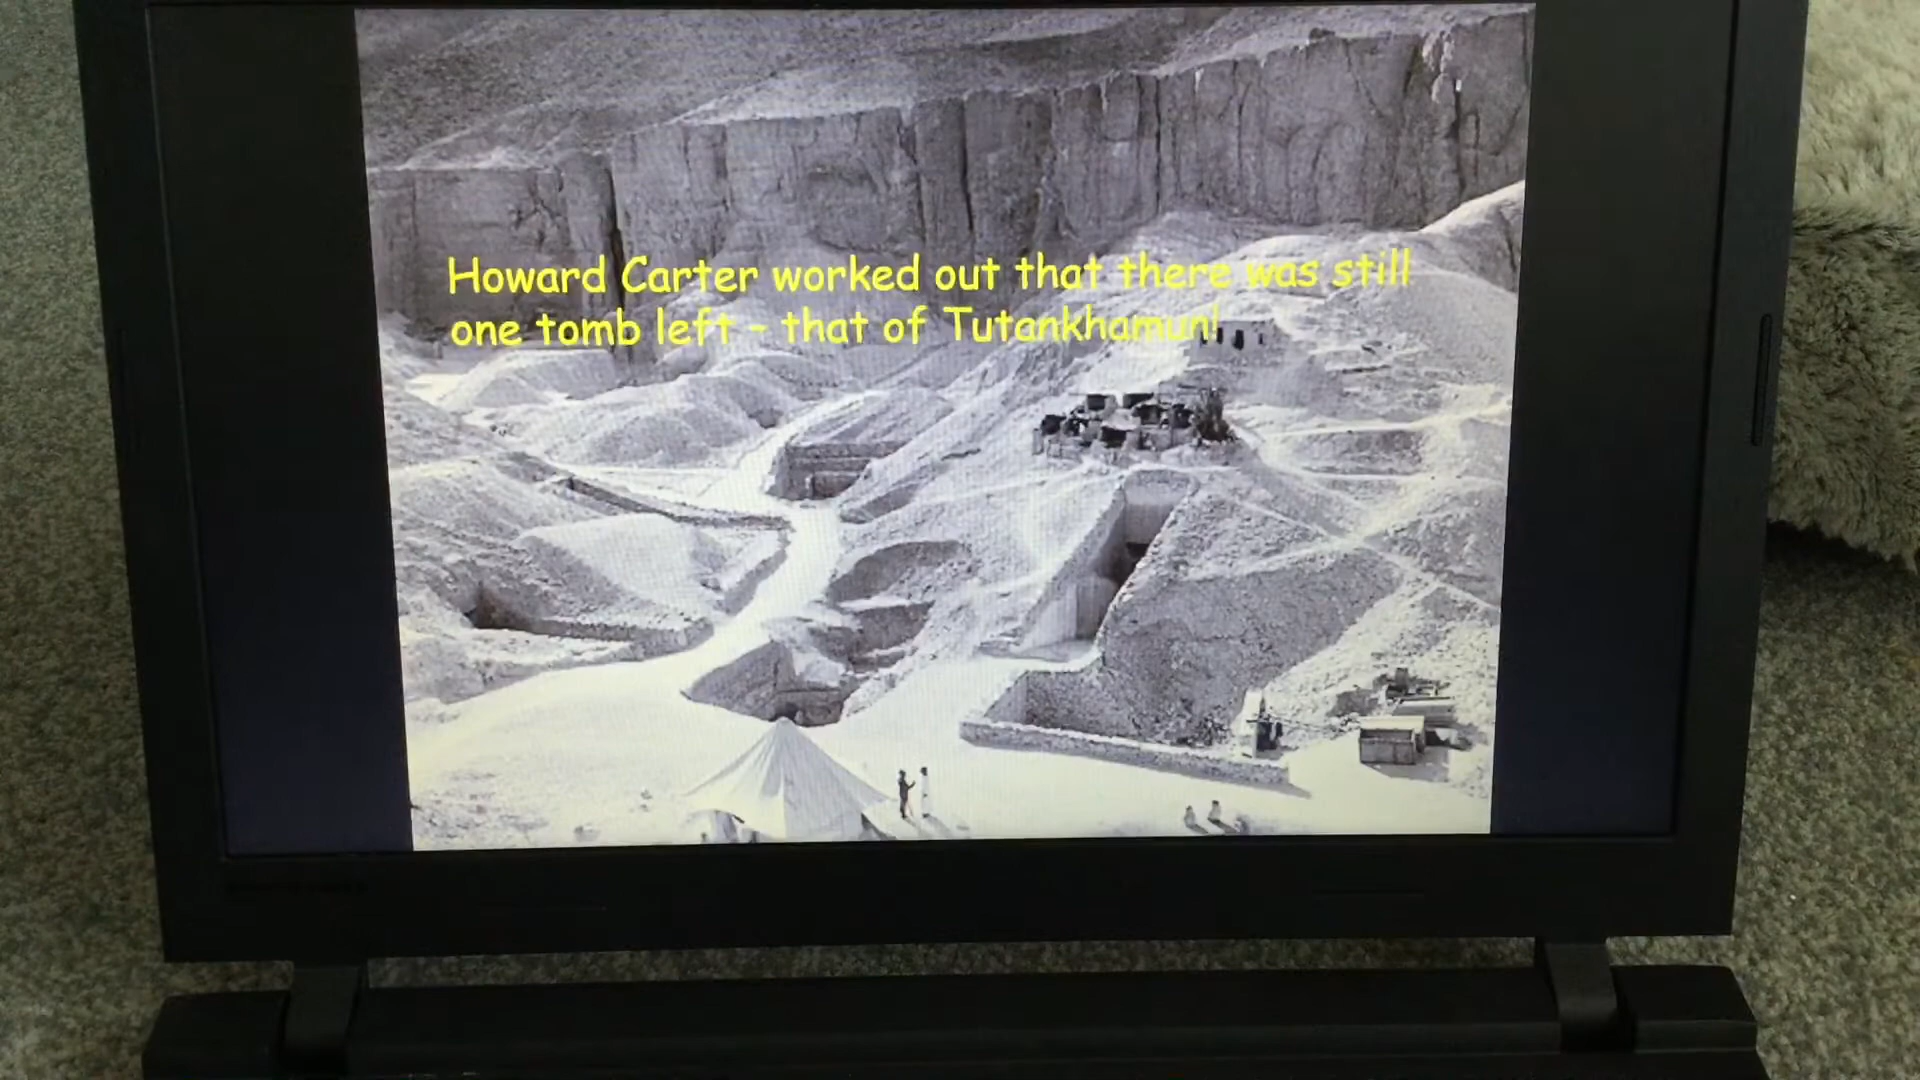 Howard Carter worked out that there was still
one tomb left - that of Tutankhamun!